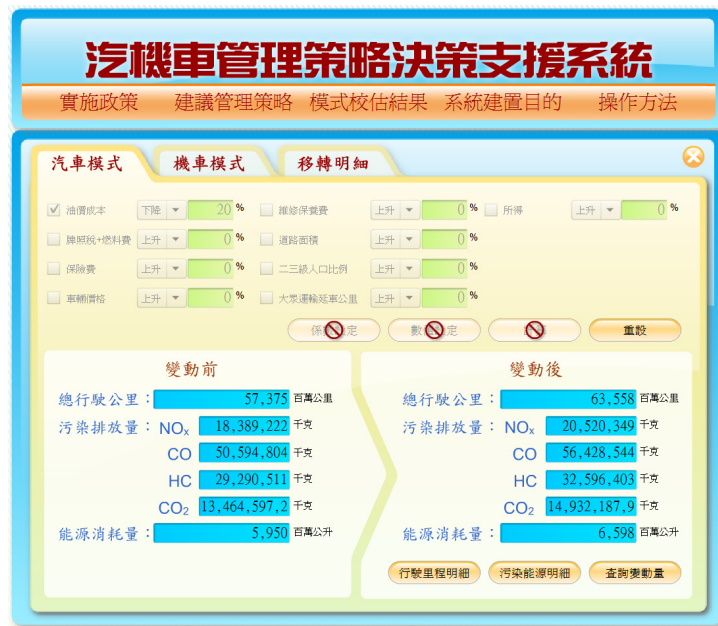 汽機車管理策略決策支援系統
實施政策 建議管理策略 模式校估結果 系統建置目的 操作方法
汽車模式 機車模式 移轉明細
油價成本 下降 20 % 維修保養費 上升 0 % 所得 上升 0 %
牌照稅+燃料費 上升 0 % 道路面積 上升 0 %
保險費 上升 0 % 二三級人口比例 上升 0 %
車輛價格 上升 0 % 大眾運輸延車公里 上升 0 %
重設
變動前 變動後
總行駛公里： 57,375 百萬公里 總行駛公里： 63,558 百萬公里
污染排放量： NOx 18,389,222 千克 污染排放量： NOx 20,520,349 千克
CO 50,594,804 千克 CO 56,428,544 千克
HC 29,290,511 千克 HC 32,596,403 千克
CO2 13,464,597,2 千克 CO2 14,932,187,9 千克
能源消耗量： 5,950 百萬公升 能源消耗量： 6,598 百萬公升
行駛里程明細 污染能源明細 查詢變動量